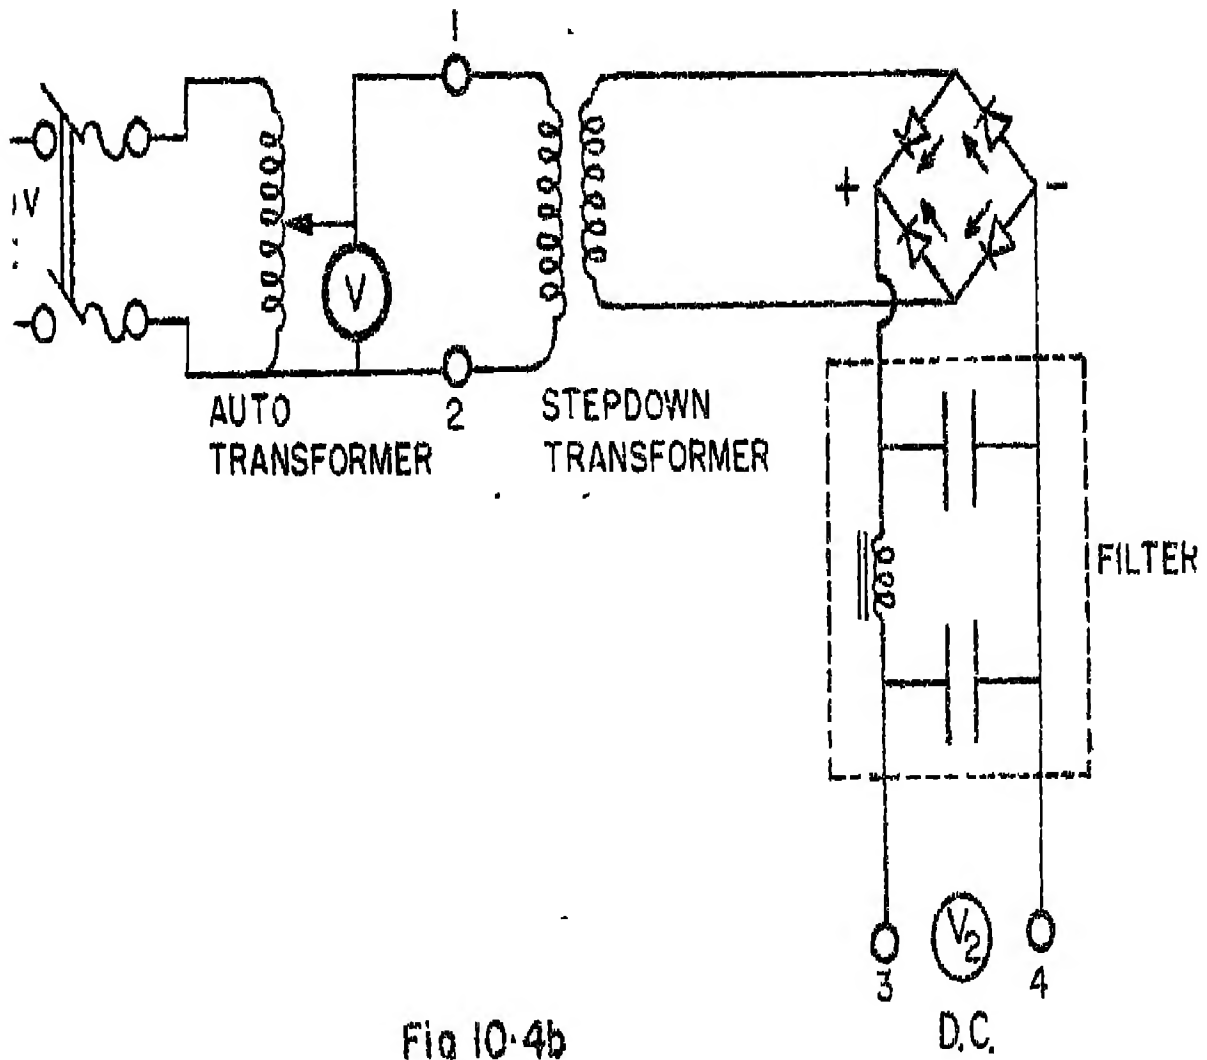 1
V
+
-
V
AUTO
TRANSFORMER
2
STEPDOWN
TRANSFORMER
FILTER
V2
3
4
D.C.
Fig 10.4b